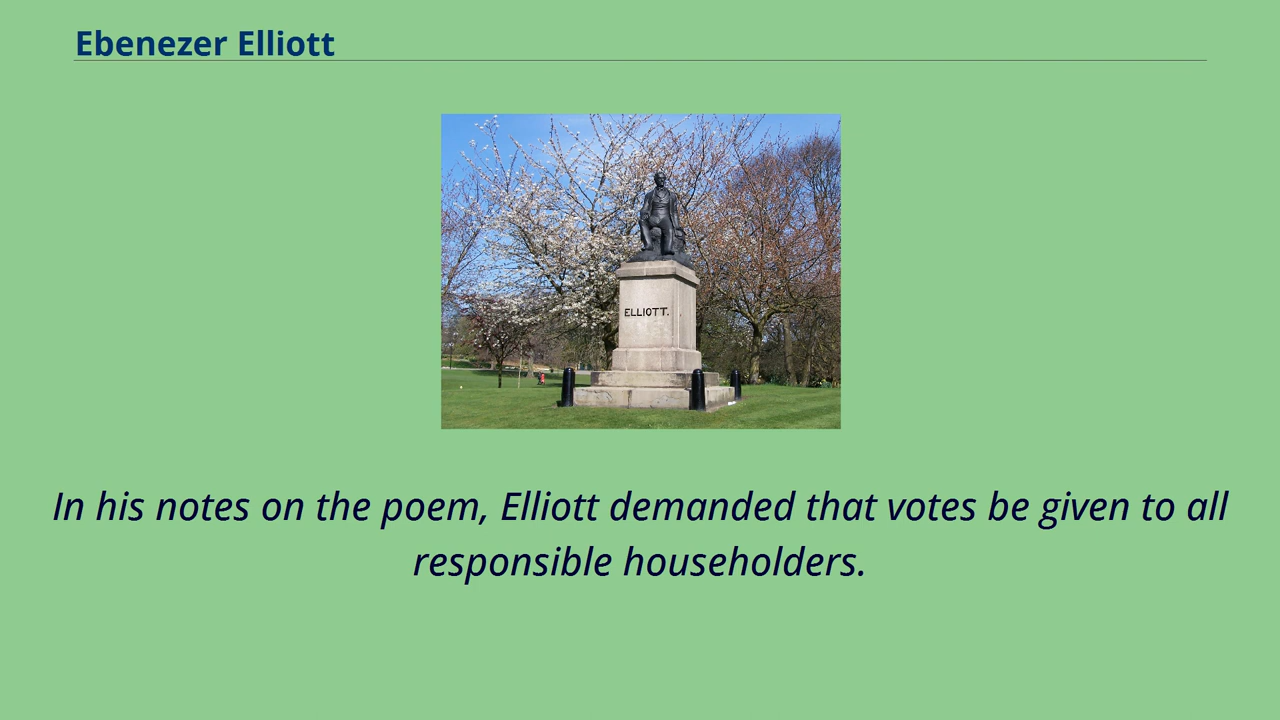 Ebenezer Elliott
ELLIOTT.
In his notes on the poem, Elliott demanded that votes be given to all
responsible householders.